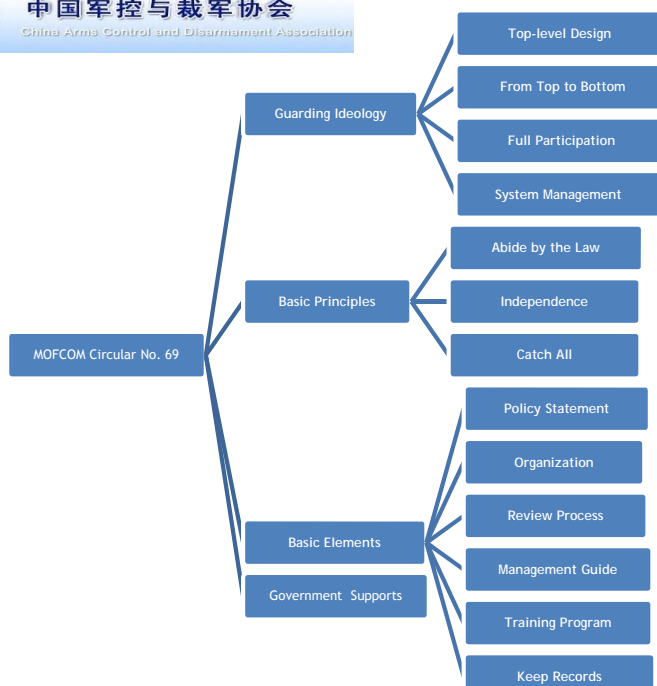 中国军控与裁军协会
China Arms Control and Disarmament Association
MOFCOM Circular No. 69
Guarding Ideology
Top-level Design
From Top to Bottom
Full Participation
System Management
Basic Principles
Abide by the Law
Independence
Catch All
Basic Elements
Policy Statement
Organization
Review Process
Management Guide
Training Program
Keep Records
Government Supports